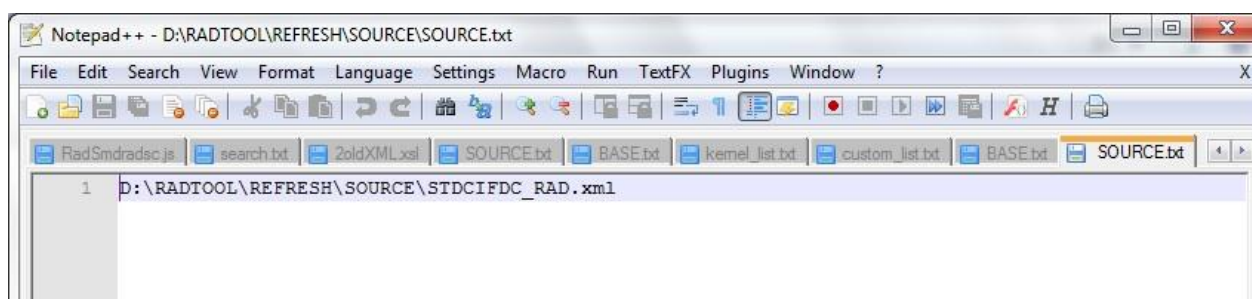 Notepad++ - D:\RADTOOL\REFRESH\SOURCE\SOURCE.txt
File Edit Search View Format Language Settings Macro Run TextFX Plugins Window ? X
RadSmdradsc.js search.txt 2oldXML.xsl SOURCE.txt BASE.txt kernel_list.txt custom_list.txt BASE.txt SOURCE.txt
1 D:\RADTOOL\REFRESH\SOURCE\STDCIFDC_RAD.xml